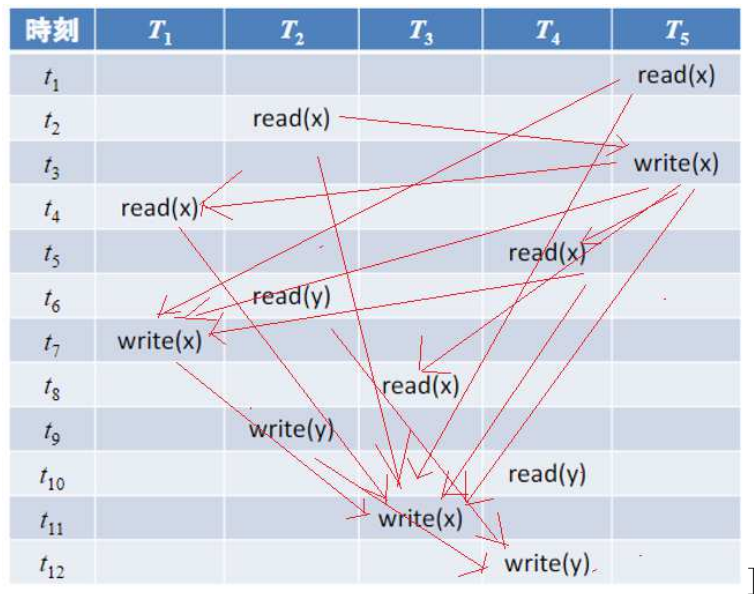 時刻 T1 T2 T3 T4 T5
t1 read(x)
t2 read(x)
t3 write(x)
t4 read(x)
t5 read(x)
t6 read(y)
t7 write(x)
t8 read(x)
t9 write(y)
t10 read(y)
t11 write(x)
t12 write(y)